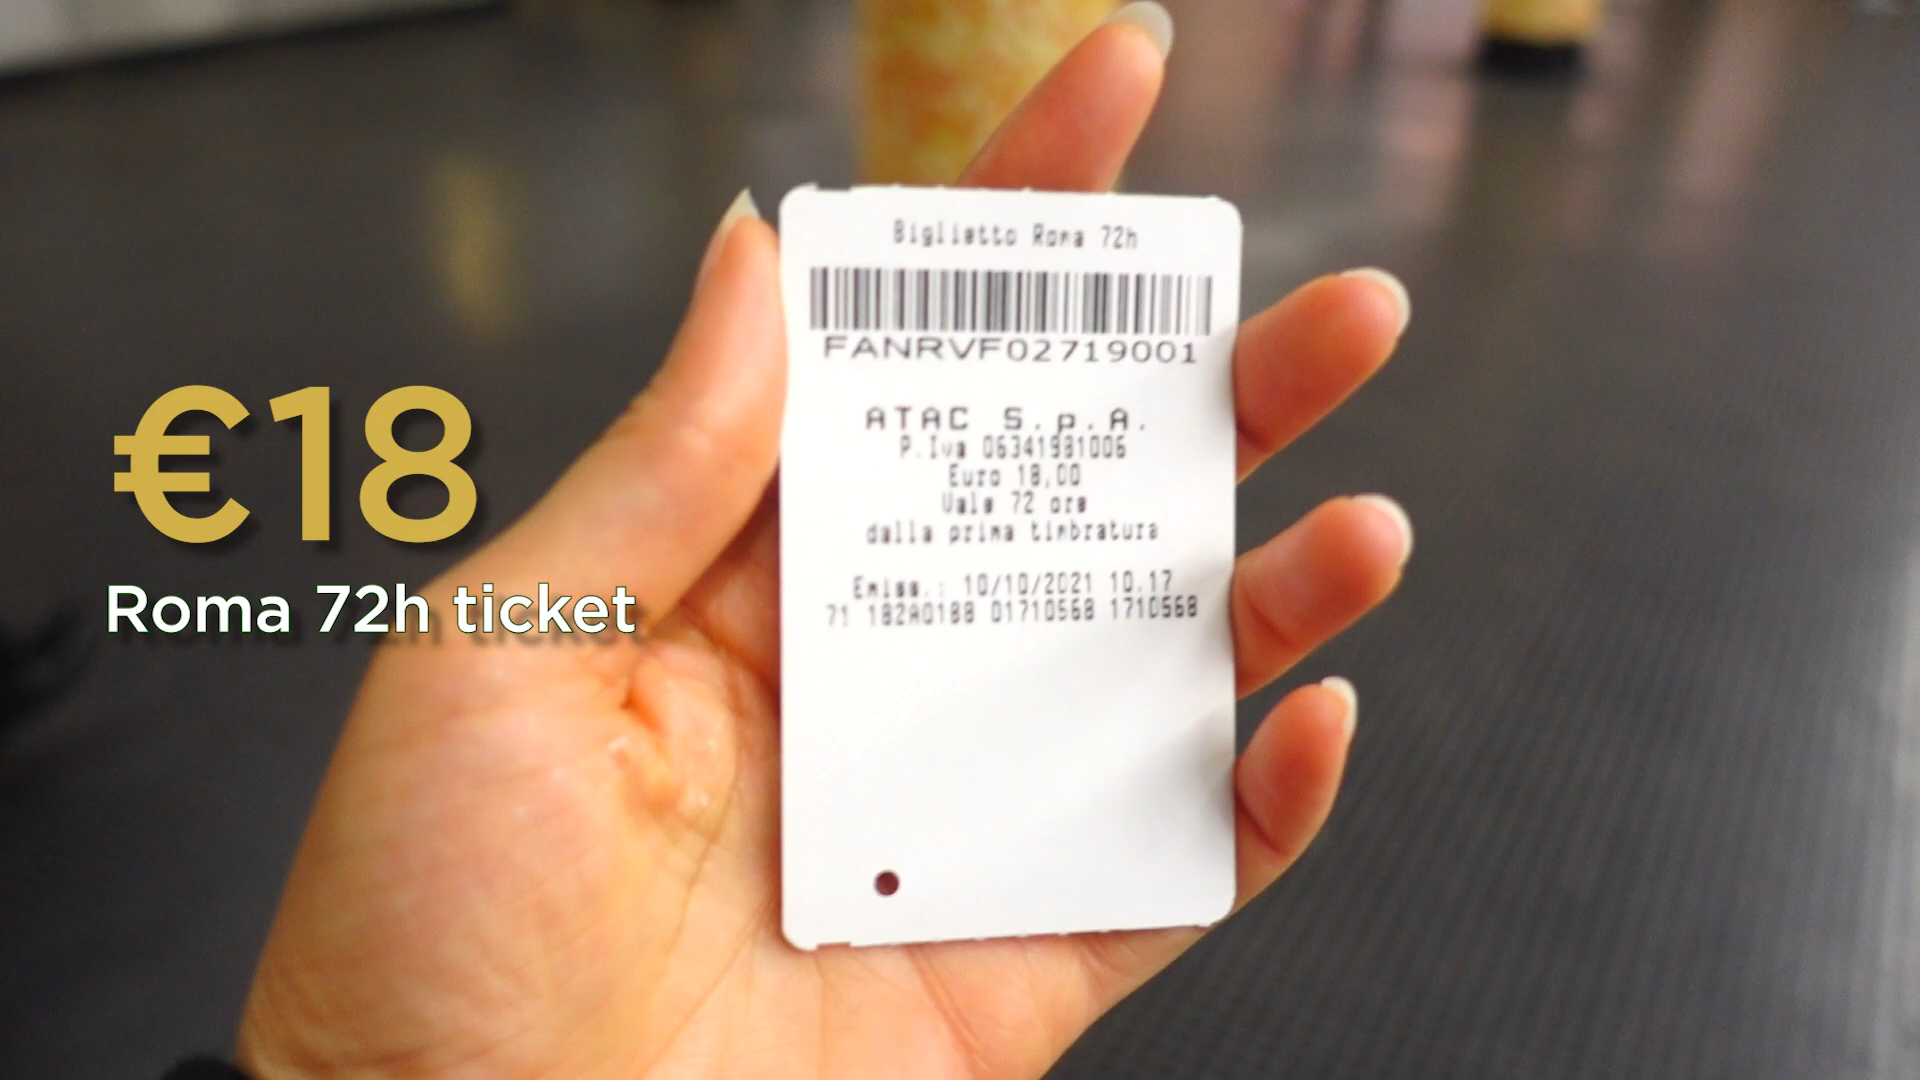 €18
Roma 72h ticket
Biglietto Roma 72h
FANRVF02719001
ATAC S.p.A.
P.Iva 06341981006
Euro 18,00
Vale 72 ore
dalla prima timbratura
Emiss.: 10/10/2021 10.17
71 182A0188 01710568 1710568